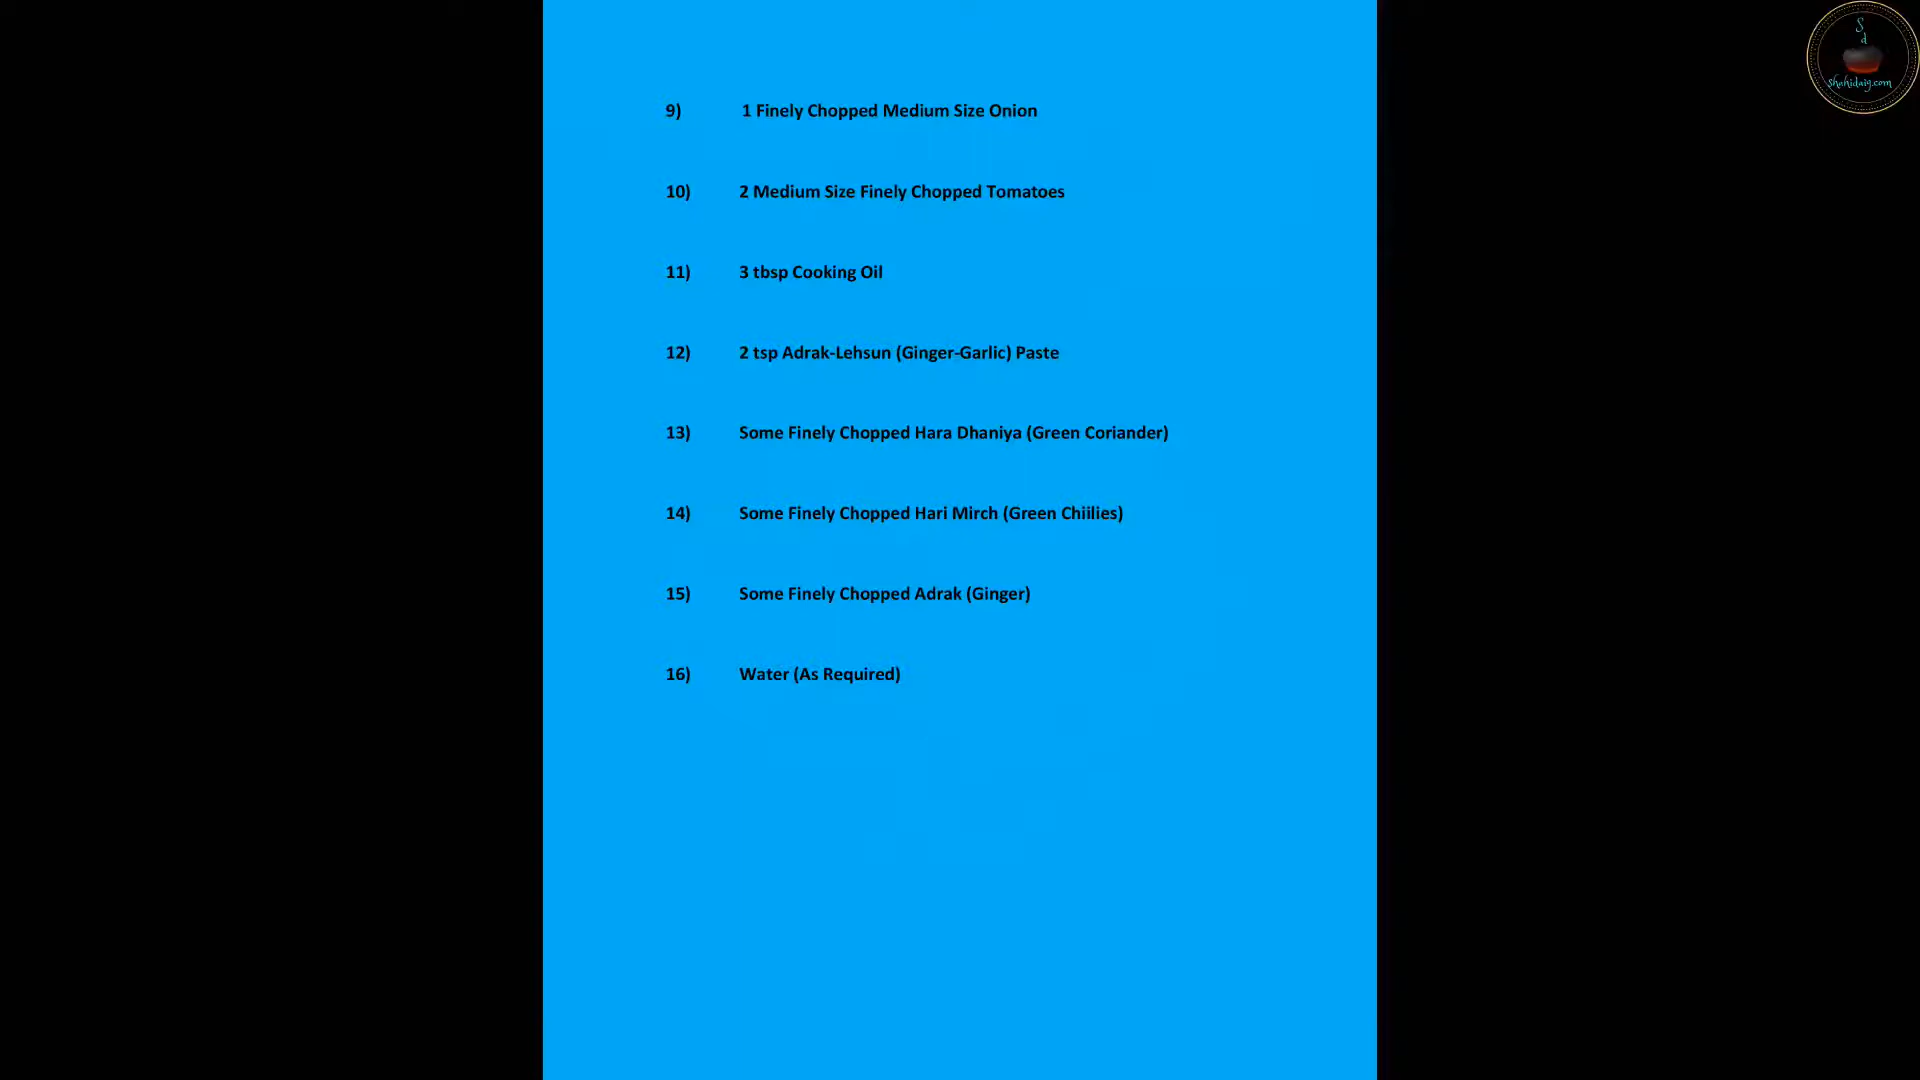 S
d
shahidaig.com
9) 1 Finely Chopped Medium Size Onion
10) 2 Medium Size Finely Chopped Tomatoes
11) 3 tbsp Cooking Oil
12) 2 tsp Adrak-Lehsun (Ginger-Garlic) Paste
13) Some Finely Chopped Hara Dhaniya (Green Coriander)
14) Some Finely Chopped Hari Mirch (Green Chiilies)
15) Some Finely Chopped Adrak (Ginger)
16) Water (As Required)